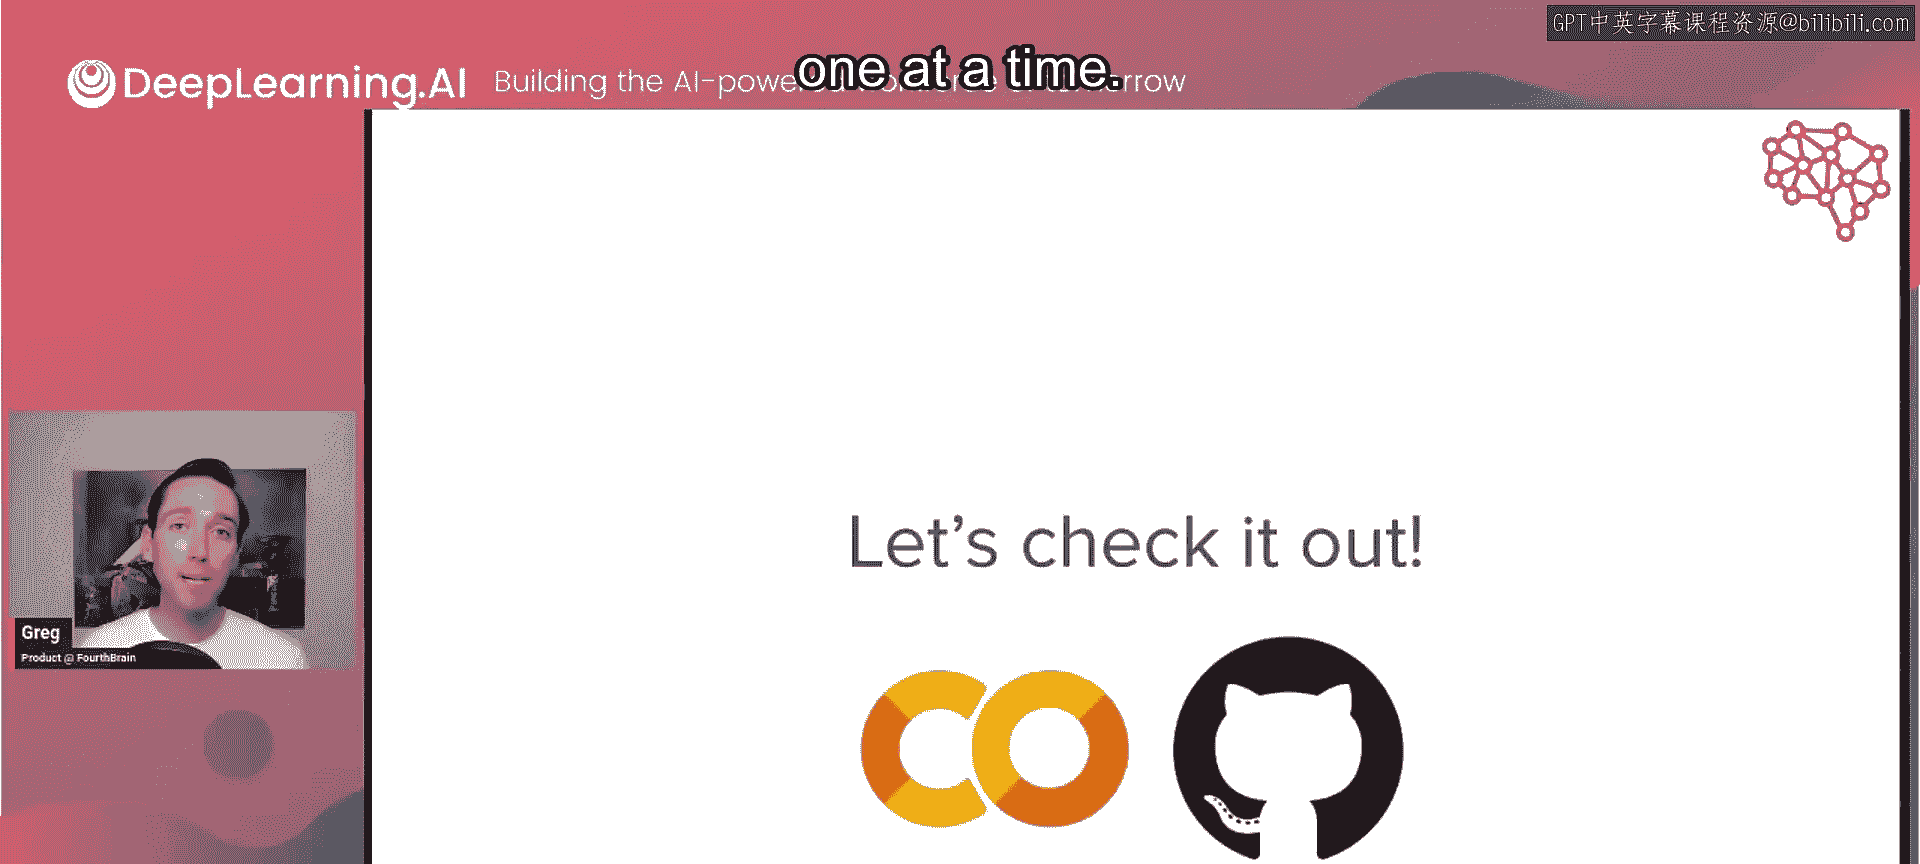 GPT中英字幕课程资源@bilibili.com
one at a time.
DeepLearning.AI
Building the AI-powe
rrow
Let's check it out!
Greg
Product @ FourthBrain